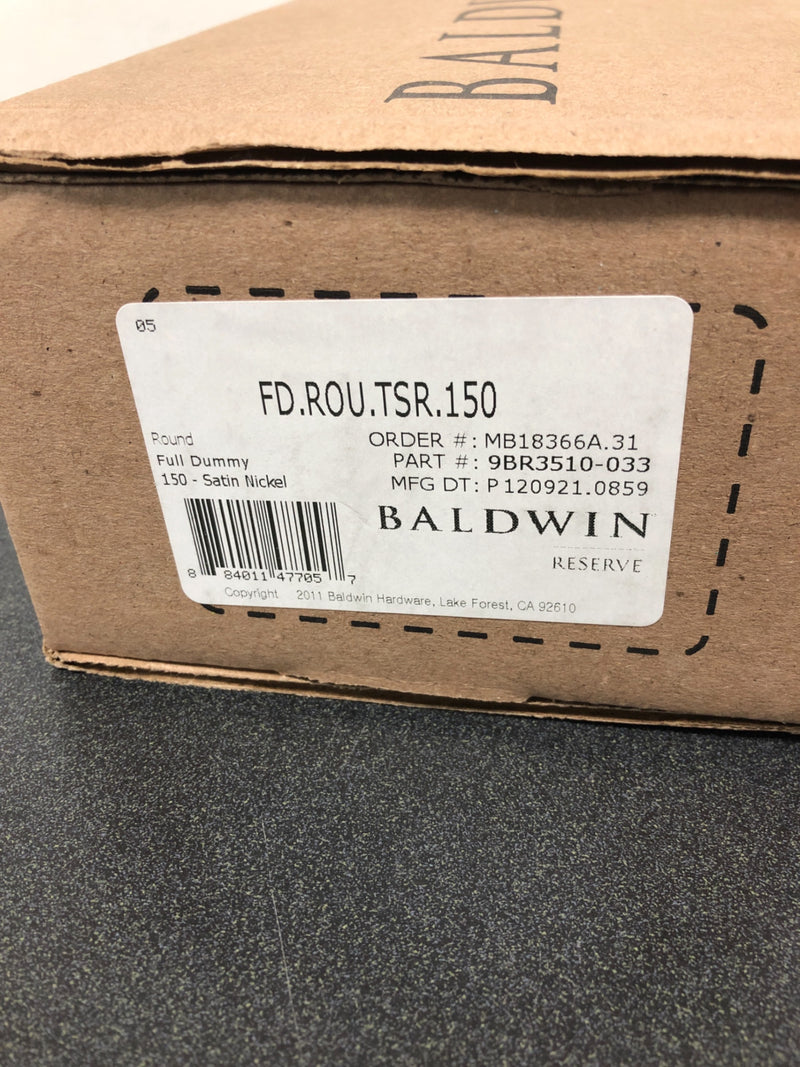 05
FD.ROU.TSR.150
Round
Full Dummy
150 - Satin Nickel
ORDER #: MB18366A.31
PART #: 9BR3510-033
MFG DT: P120921.0859
BALDWIN
RESERVE
8 84011 47705 7
Copyright 2011 Baldwin Hardware, Lake Forest, CA 92610